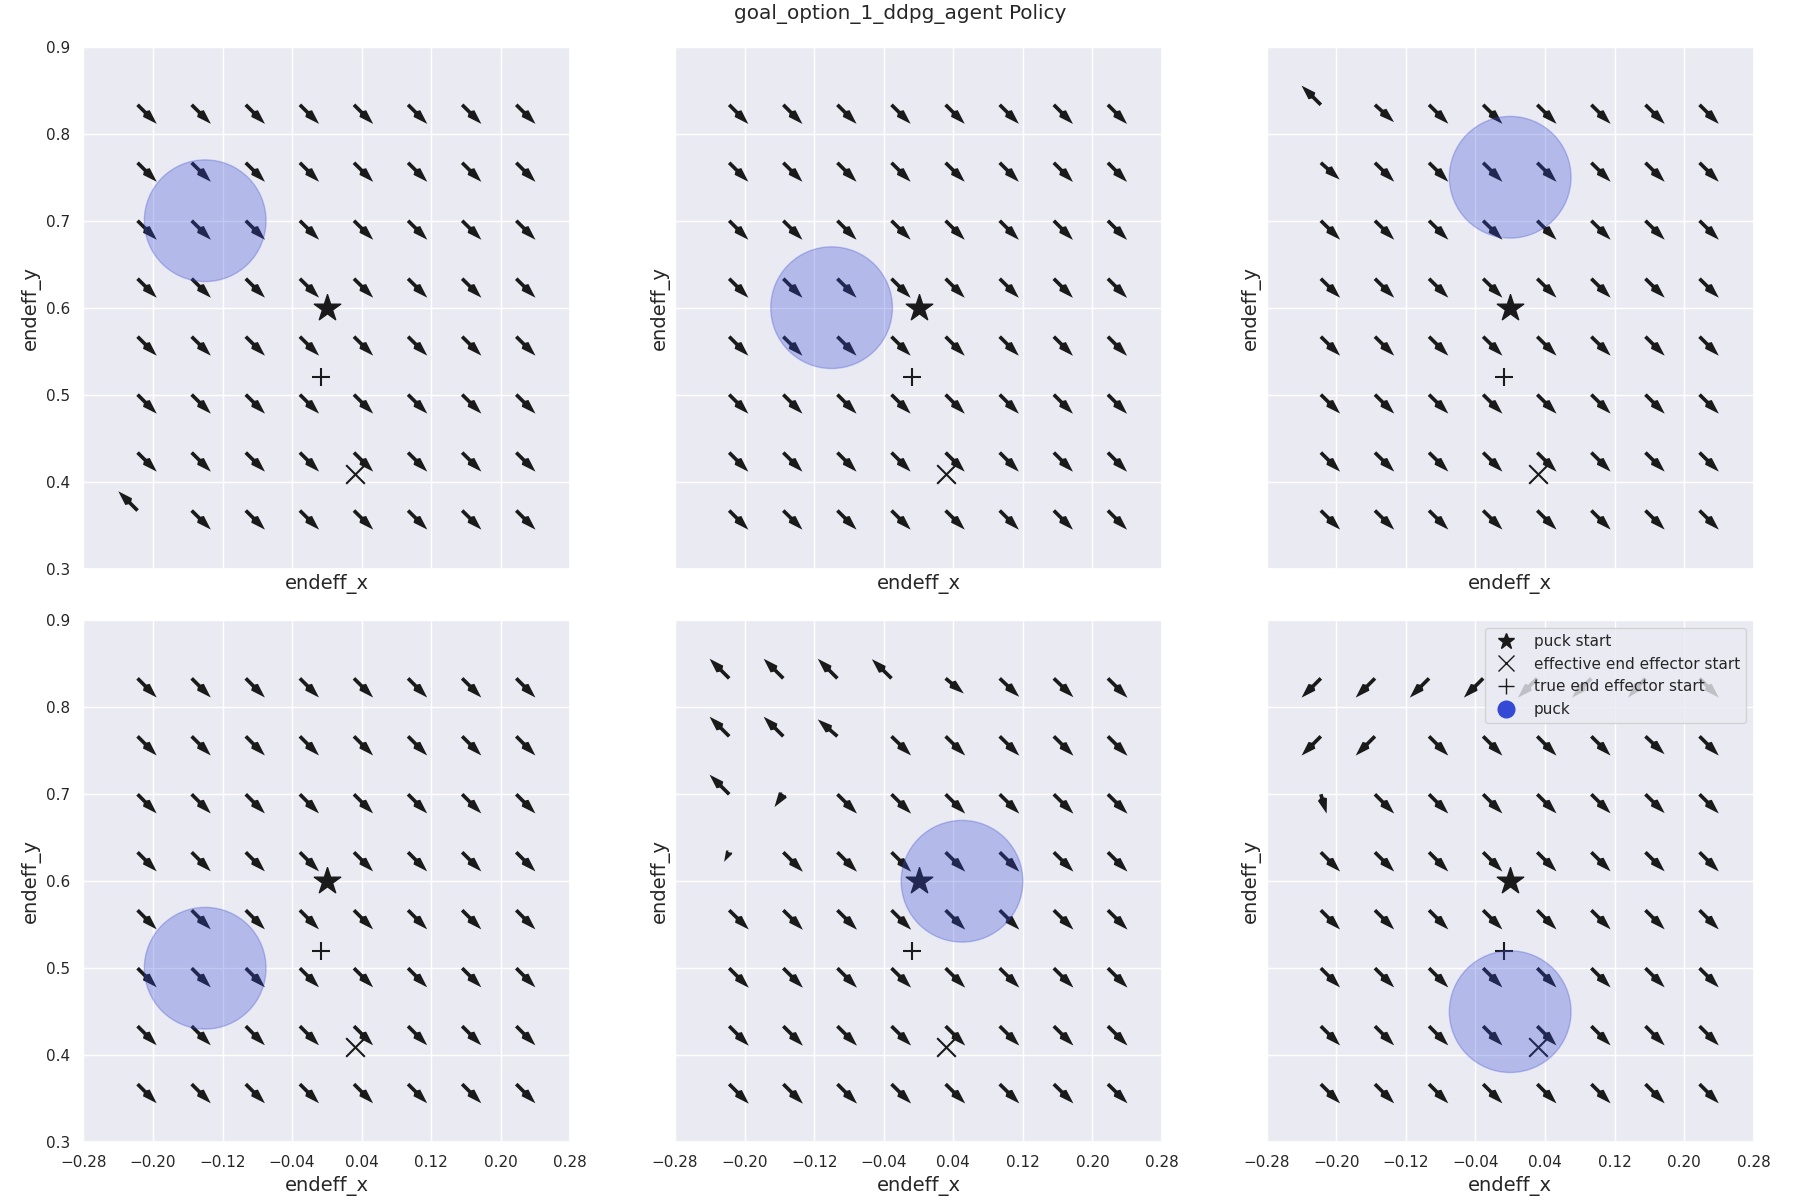 goal_option_1_ddpg_agent Policy
0.9
0.8
0.7
0.6
0.5
0.4
0.3
endeff_y
endeff_x
endeff_y
endeff_x
endeff_y
endeff_x
0.9
0.8
0.7
0.6
0.5
0.4
0.3
endeff_y
−0.28 −0.20 −0.12 −0.04 0.04 0.12 0.20 0.28
endeff_x
endeff_y
−0.28 −0.20 −0.12 −0.04 0.04 0.12 0.20 0.28
endeff_x
puck start
effective end effector start
true end effector start
puck
endeff_y
−0.28 −0.20 −0.12 −0.04 0.04 0.12 0.20 0.28
endeff_x